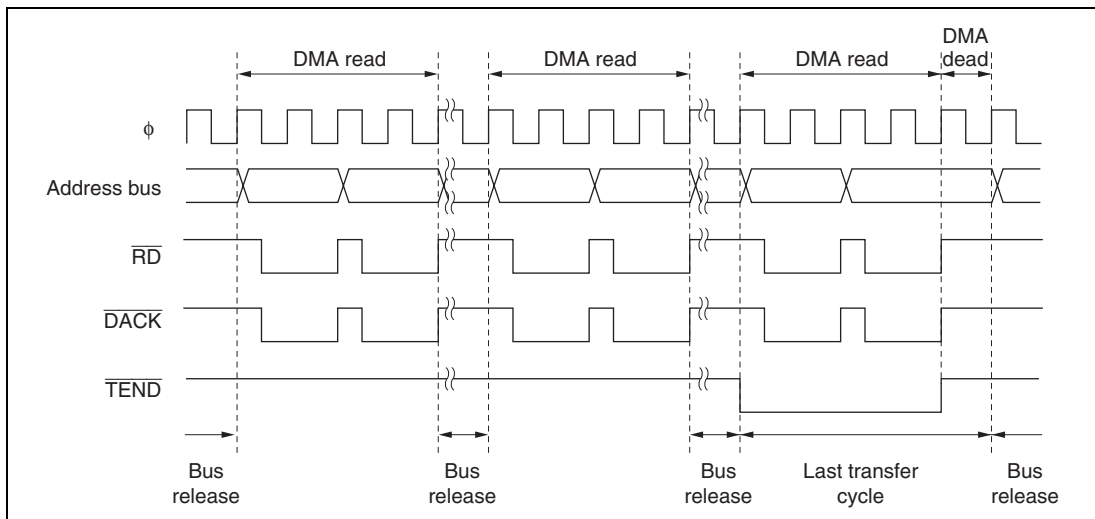 DMA read
DMA read
DMA read
DMA
dead
φ
Address bus
RD
DACK
TEND
Bus
release
Bus
release
Bus
release
Last transfer
cycle
Bus
release